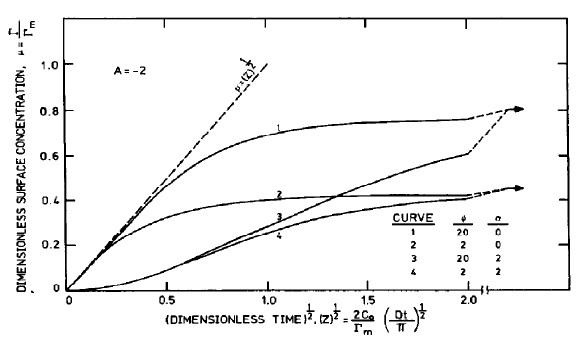 DIMENSIONLESS SURFACE CONCENTRATION, μ = Γ/Γᴱ
1.0
0.8
0.6
0.4
0.2
0
A = -2
μ=(Z)^1/2
1
2
3
4
CURVE ψ α
1 20 0
2 2 0
3 20 2
4 2 2
0 0.5 1.0 1.5 2.0
(DIMENSIONLESS TIME)^1/2, (Z)^1/2 = 2C₀/Γm (Dt/Π)^1/2